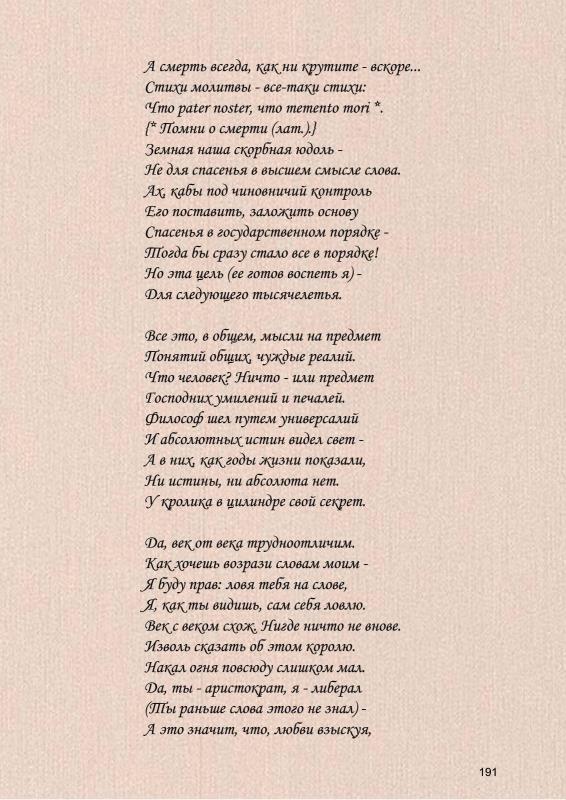 А смерть всегда, как ни крутите - вскоре...
Стихи молитвы - все-таки стихи:
Что pater noster, что memento mori *.
{* Помни о смерти (лат.).}
Земная наша скорбная юдоль -
Не для спасенья в высшем смысле слова.
Ах, кабы под чиновничий контроль
Его поставить, заложить основу
Спасенья в государственном порядке -
Тогда бы сразу стало все в порядке!
Но эта цель (ее готов воспеть я) -
Для следующего тысячелетья.

Все это, в общем, мысли на предмет
Понятий общих, чуждые реалий.
Что человек? Ничто - или предмет
Господних умилений и печалей.
Философ шел путем универсалий
И абсолютных истин видел свет -
А в них, как годы жизни показали,
Ни истины, ни абсолюта нет.
У кролика в цилиндре свой секрет.

Да, век от века трудноотличим.
Как хочешь возрази словам моим -
Я буду прав: ловя тебя на слове,
Я, как ты видишь, сам себя ловлю.
Век с веком схож. Нигде ничто не внове.
Изволь сказать об этом королю.
Накал огня повсюду слишком мал.
Да, ты - аристократ, я - либерал
(Ты раньше слова этого не знал) -
А это значит, что, любви взыскуя,
191